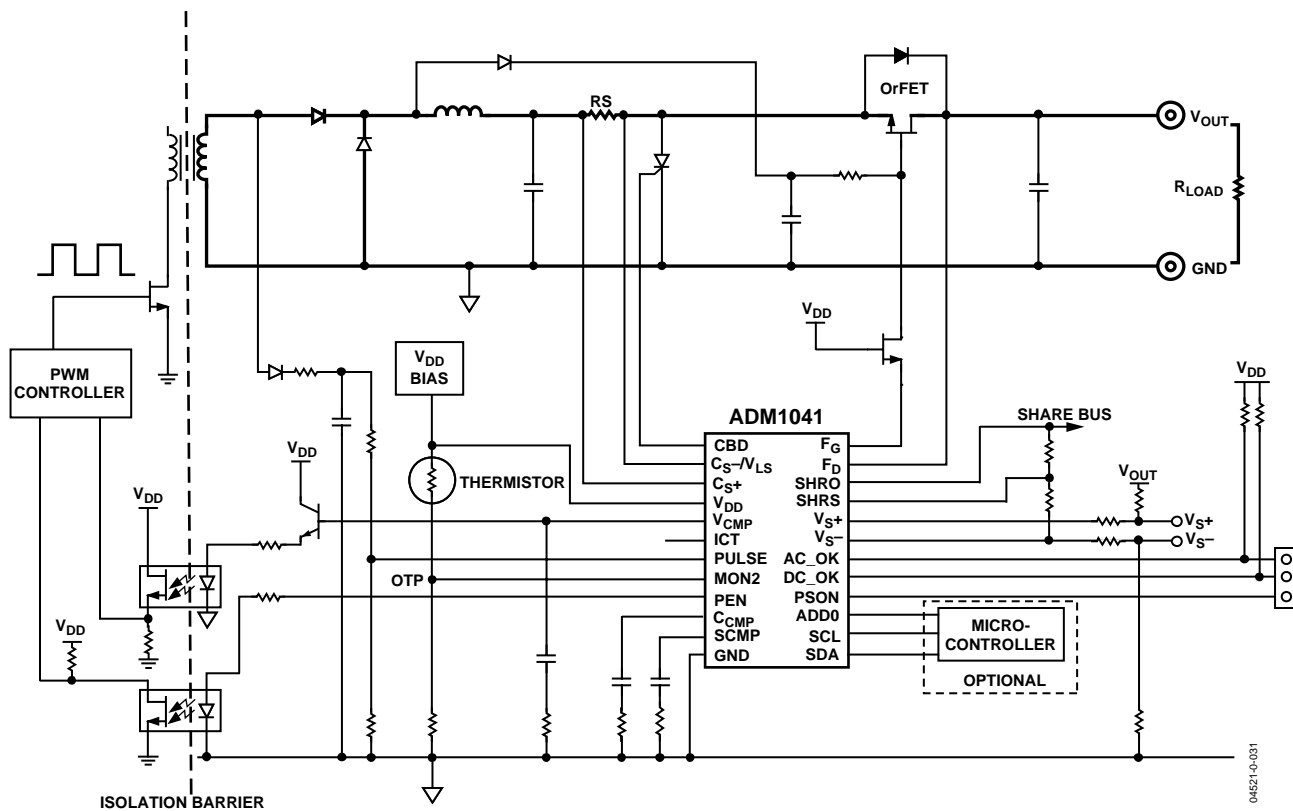 OrFET
RS
VOUT
RLOAD
GND
VDD
PWM
CONTROLLER
VDD
BIAS
VDD
ADM1041
SHARE BUS
VDD
THERMISTOR
VDD
VOUT
CBD
CS–/VLS
CS+
VDD
VCMP
ICT
PULSE
MON2
PEN
CCMP
SCMP
GND
FG
FD
SHRO
SHRS
VS+
VS–
AC_OK
DC_OK
PSON
ADD0
SCL
SDA
VS+
VS–
OTP
VDD
MICRO-
CONTROLLER
OPTIONAL
ISOLATION BARRIER
04521-0-031